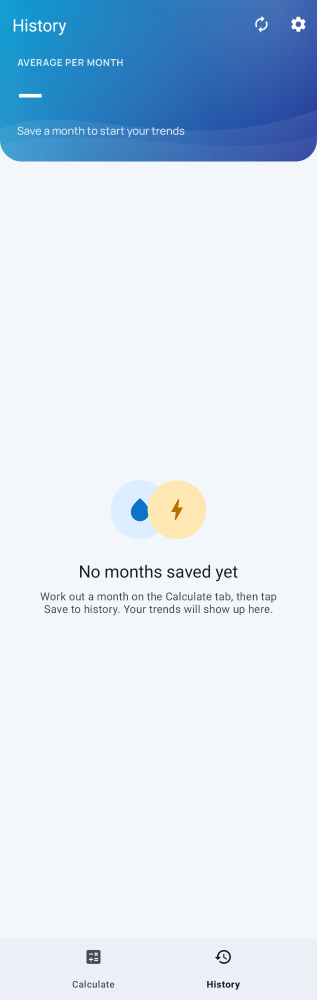 History
AVERAGE PER MONTH
—
Save a month to start your trends
No months saved yet
Work out a month on the Calculate tab, then tap
Save to history. Your trends will show up here.
Calculate
History